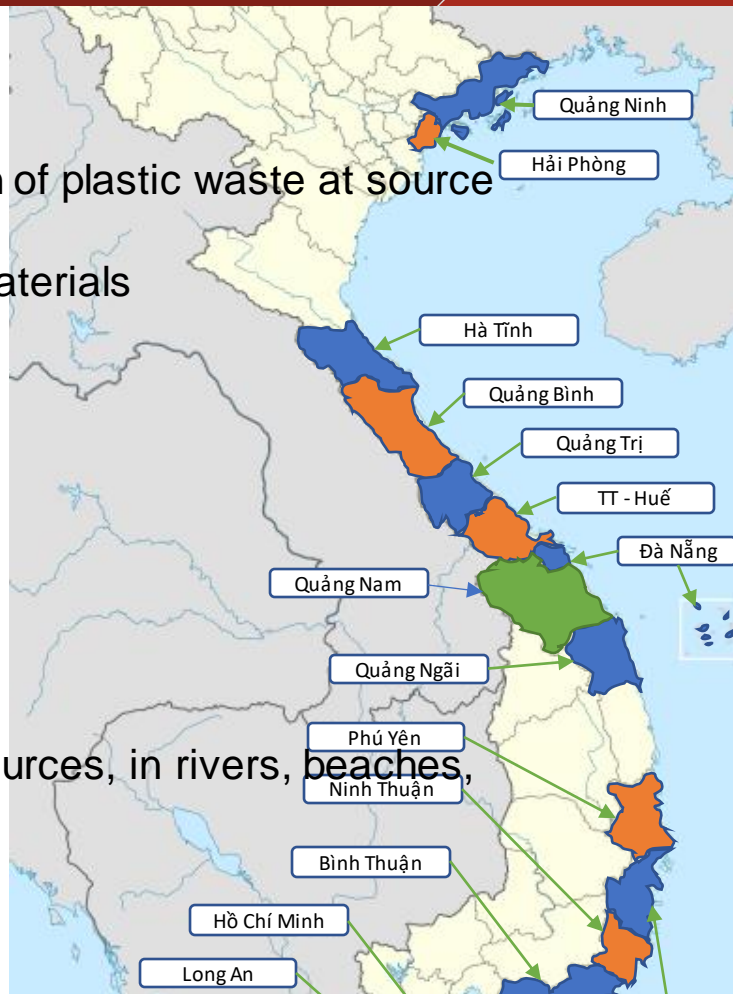 Quảng Ninh
Hải Phòng
of plastic waste at source
aterials
Hà Tĩnh
Quảng Bình
Quảng Trị
TT - Huế
Đà Nẵng
Quảng Nam
Quảng Ngãi
Phú Yên
urces, in rivers, beaches,
Ninh Thuận
Bình Thuận
Hồ Chí Minh
Long An